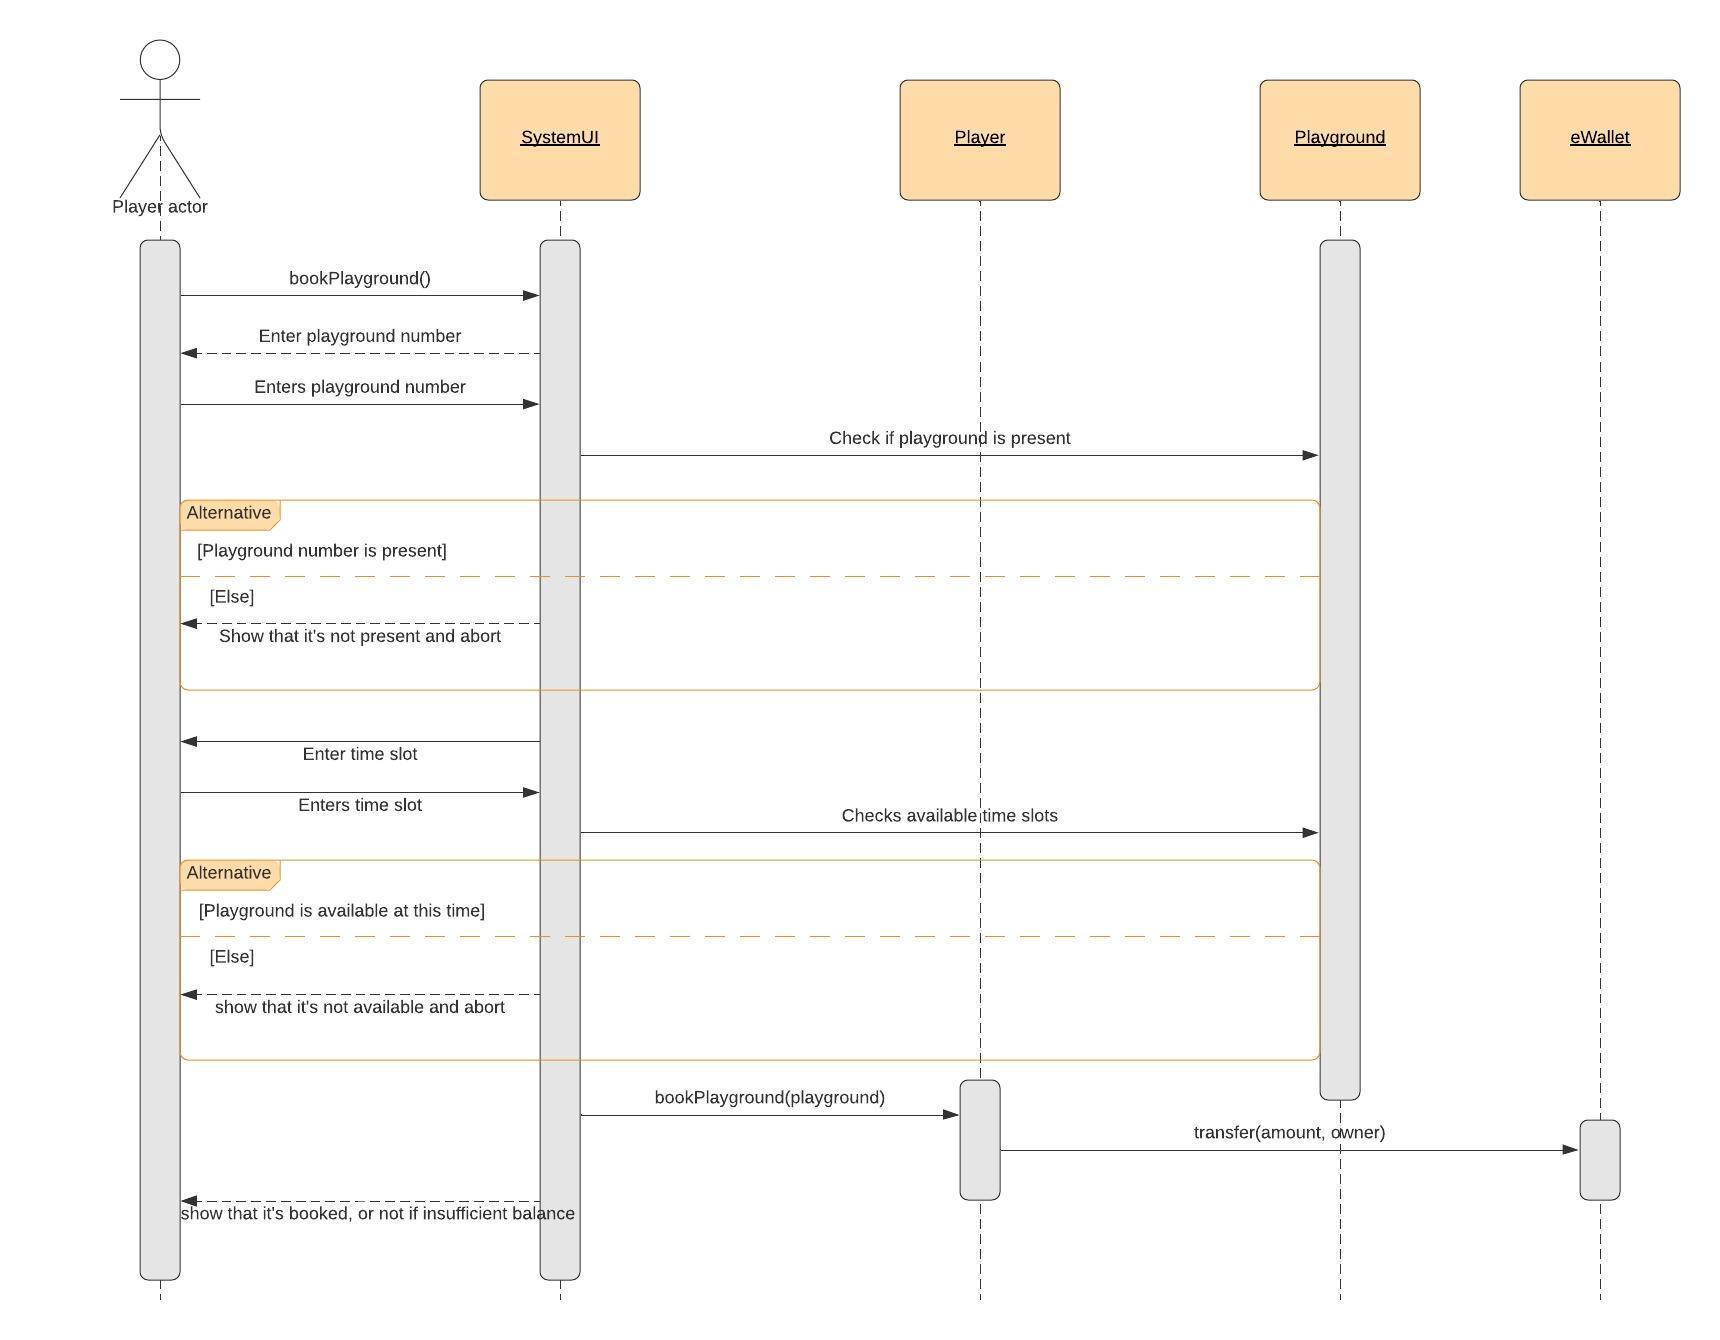 Player actor
SystemUI
Player
Playground
eWallet
bookPlayground()
Enter playground number
Enters playground number
Check if playground is present
Alternative
[Playground number is present]
[Else]
Show that it's not present and abort
Enter time slot
Enters time slot
Checks available time slots
Alternative
[Playground is available at this time]
[Else]
show that it's not available and abort
bookPlayground(playground)
transfer(amount, owner)
show that it's booked, or not if insufficient balance